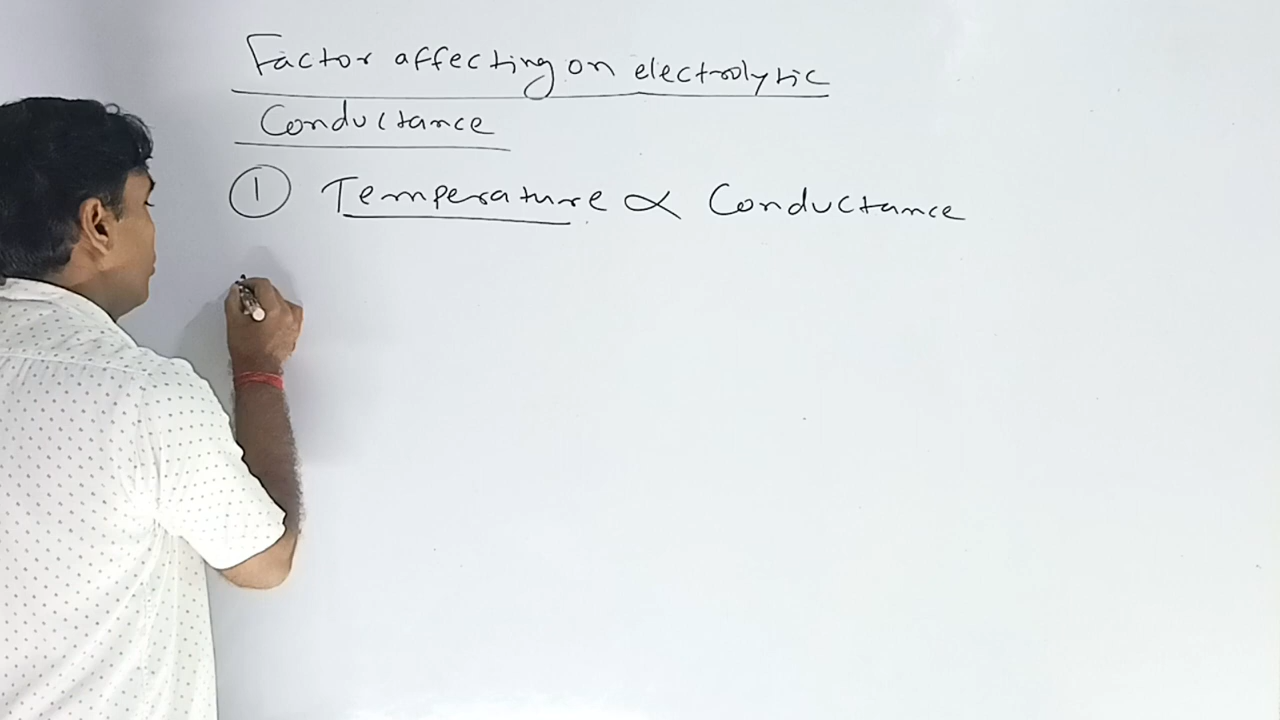 Factor affecting on electrolytic
Conductance
① Temperature ∝ Conductance